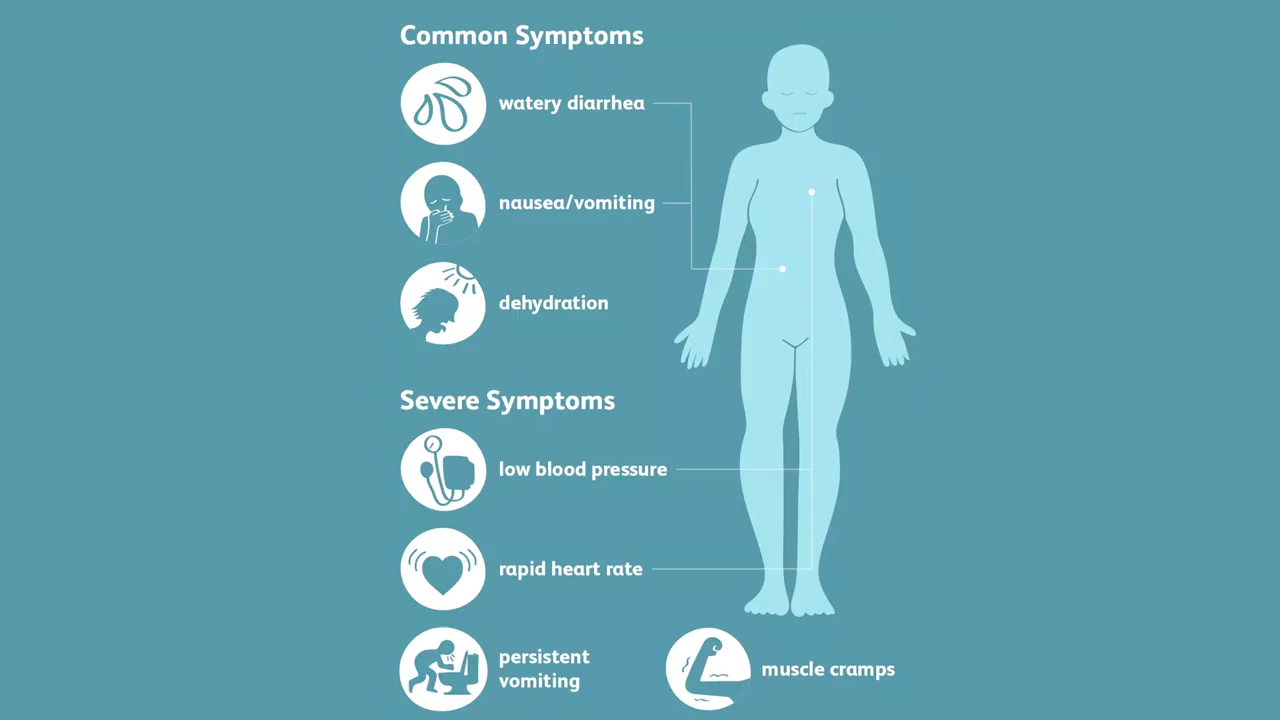 Common Symptoms
watery diarrhea
nausea/vomiting
dehydration
Severe Symptoms
low blood pressure
rapid heart rate
persistent
vomiting
muscle cramps